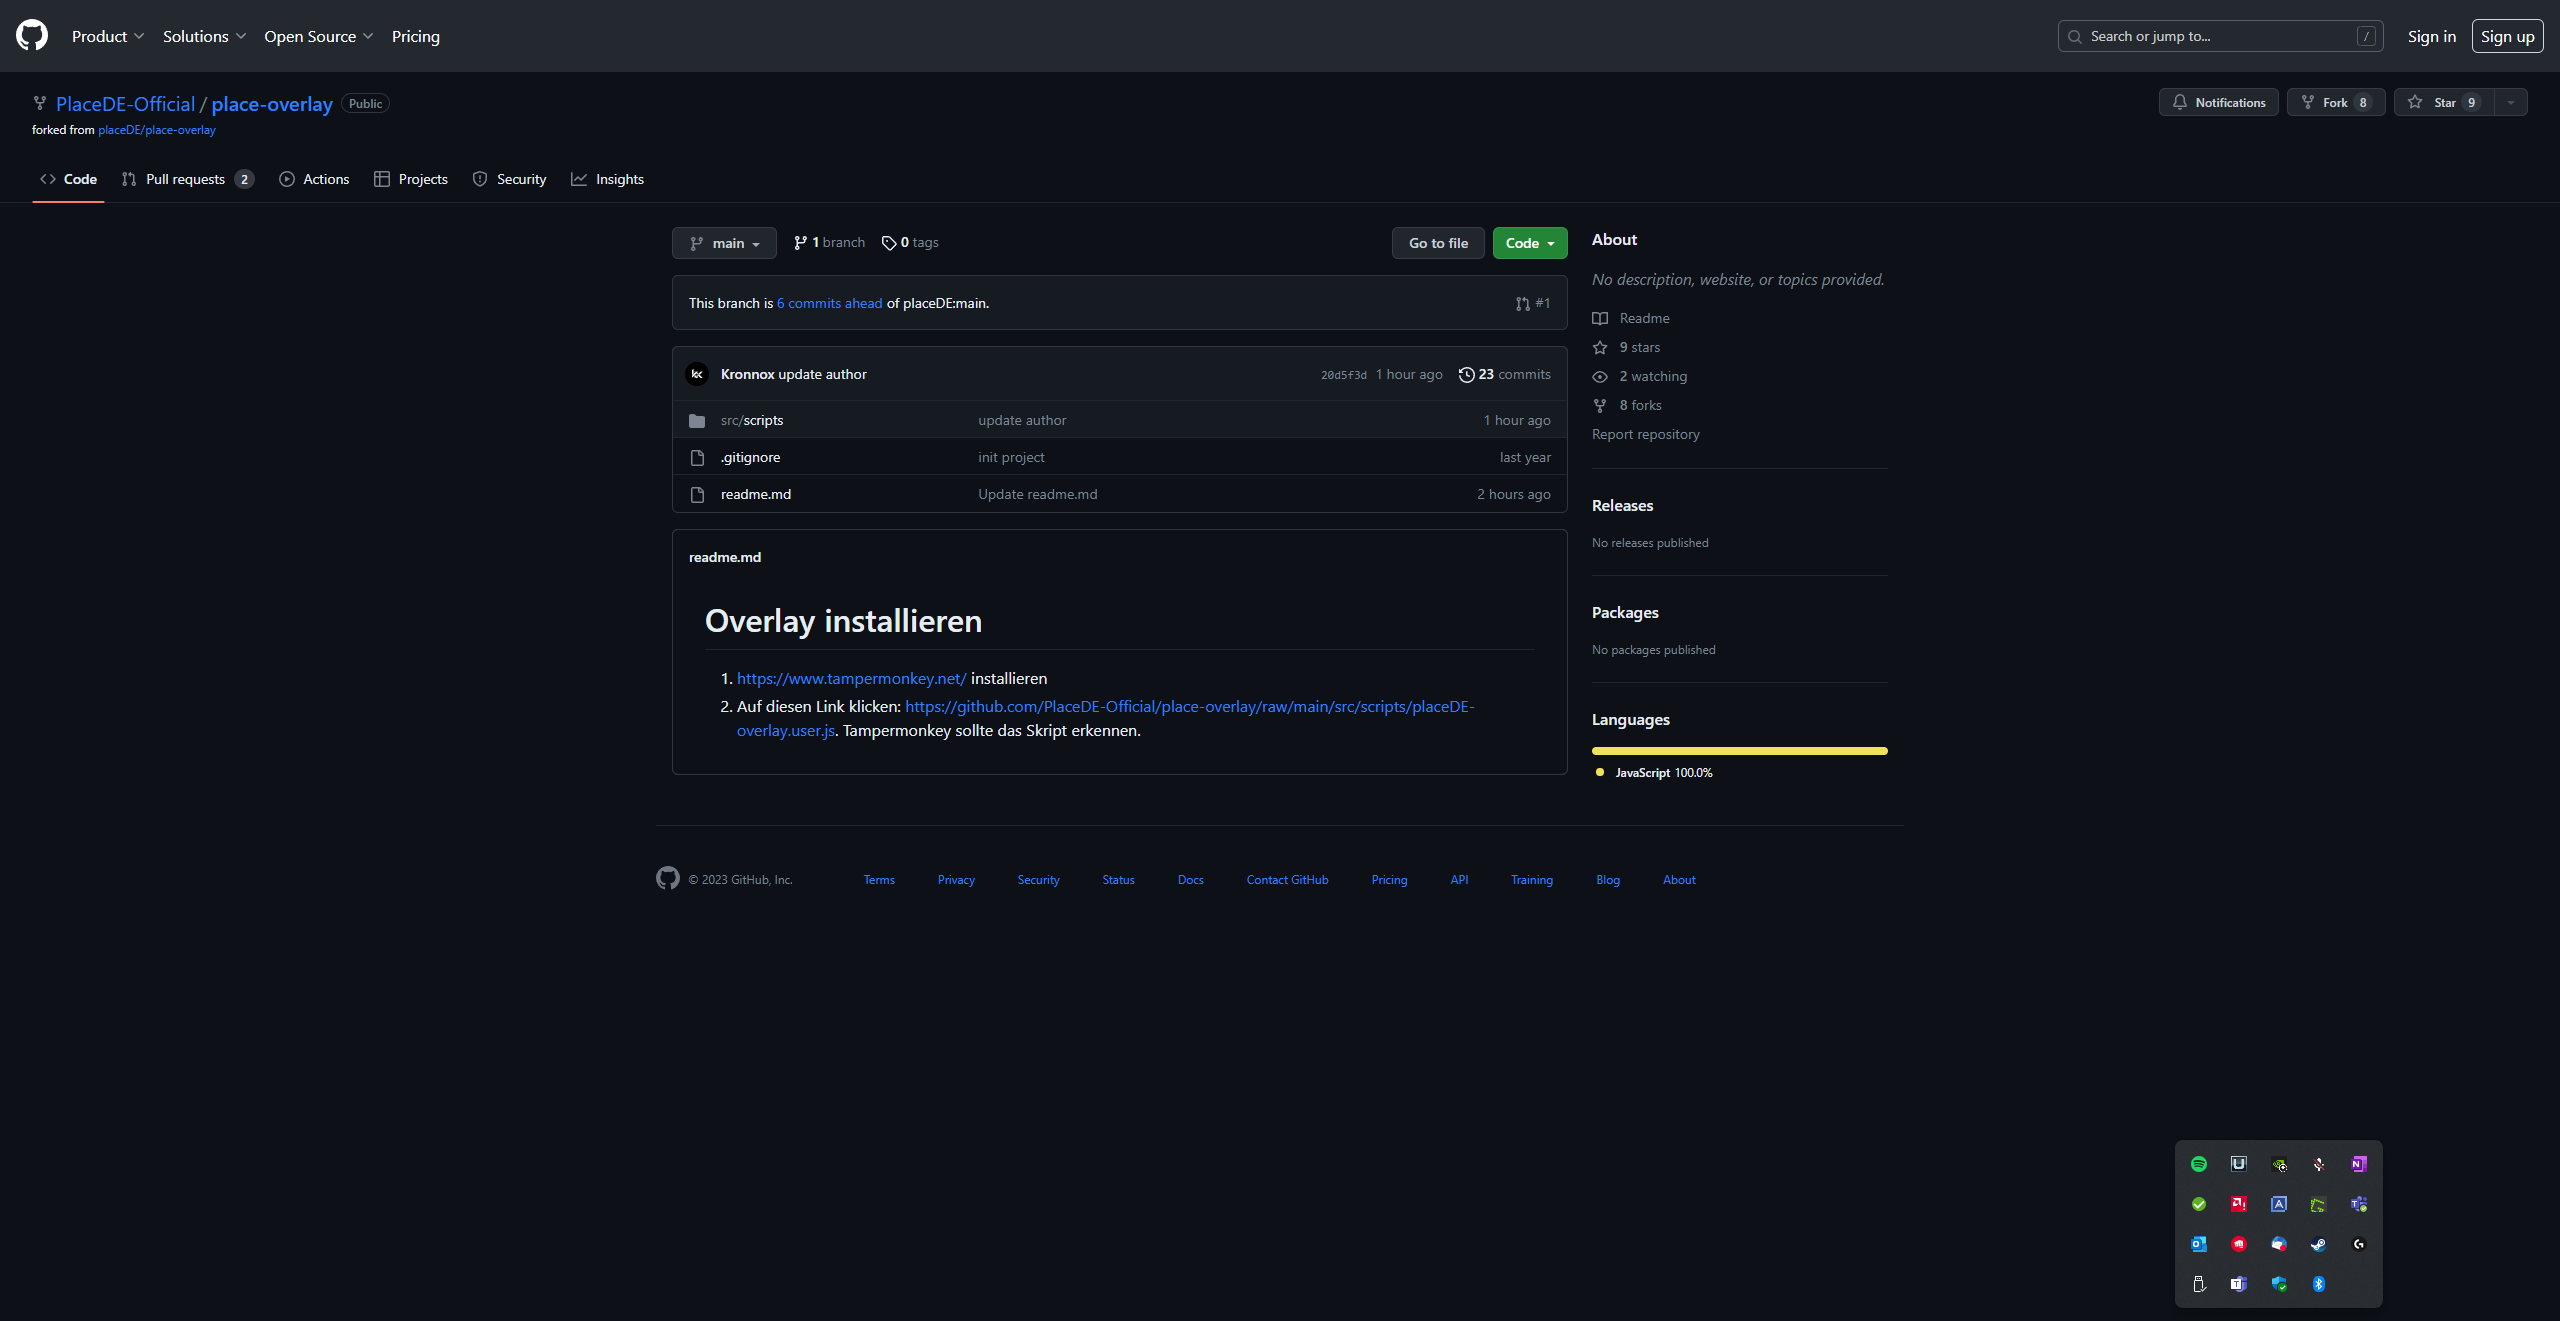 Product Solutions Open Source Pricing Search or jump to... / Sign in Sign up
PlaceDE-Official / place-overlay Public Notifications Fork 8 Star 9
forked from placeDE/place-overlay
Code Pull requests 2 Actions Projects Security Insights
main 1 branch 0 tags Go to file Code
This branch is 6 commits ahead of placeDE:main. #1
Kronnox update author 20d5f3d 1 hour ago 23 commits
src/scripts update author 1 hour ago
.gitignore init project last year
readme.md Update readme.md 2 hours ago
readme.md
Overlay installieren
1. https://www.tampermonkey.net/ installieren
2. Auf diesen Link klicken: https://github.com/PlaceDE-Official/place-overlay/raw/main/src/scripts/placeDE-
overlay.user.js. Tampermonkey sollte das Skript erkennen.
About
No description, website, or topics provided.
Readme
9 stars
2 watching
8 forks
Report repository
Releases
No releases published
Packages
No packages published
Languages
JavaScript 100.0%
© 2023 GitHub, Inc. Terms Privacy Security Status Docs Contact GitHub Pricing API Training Blog About